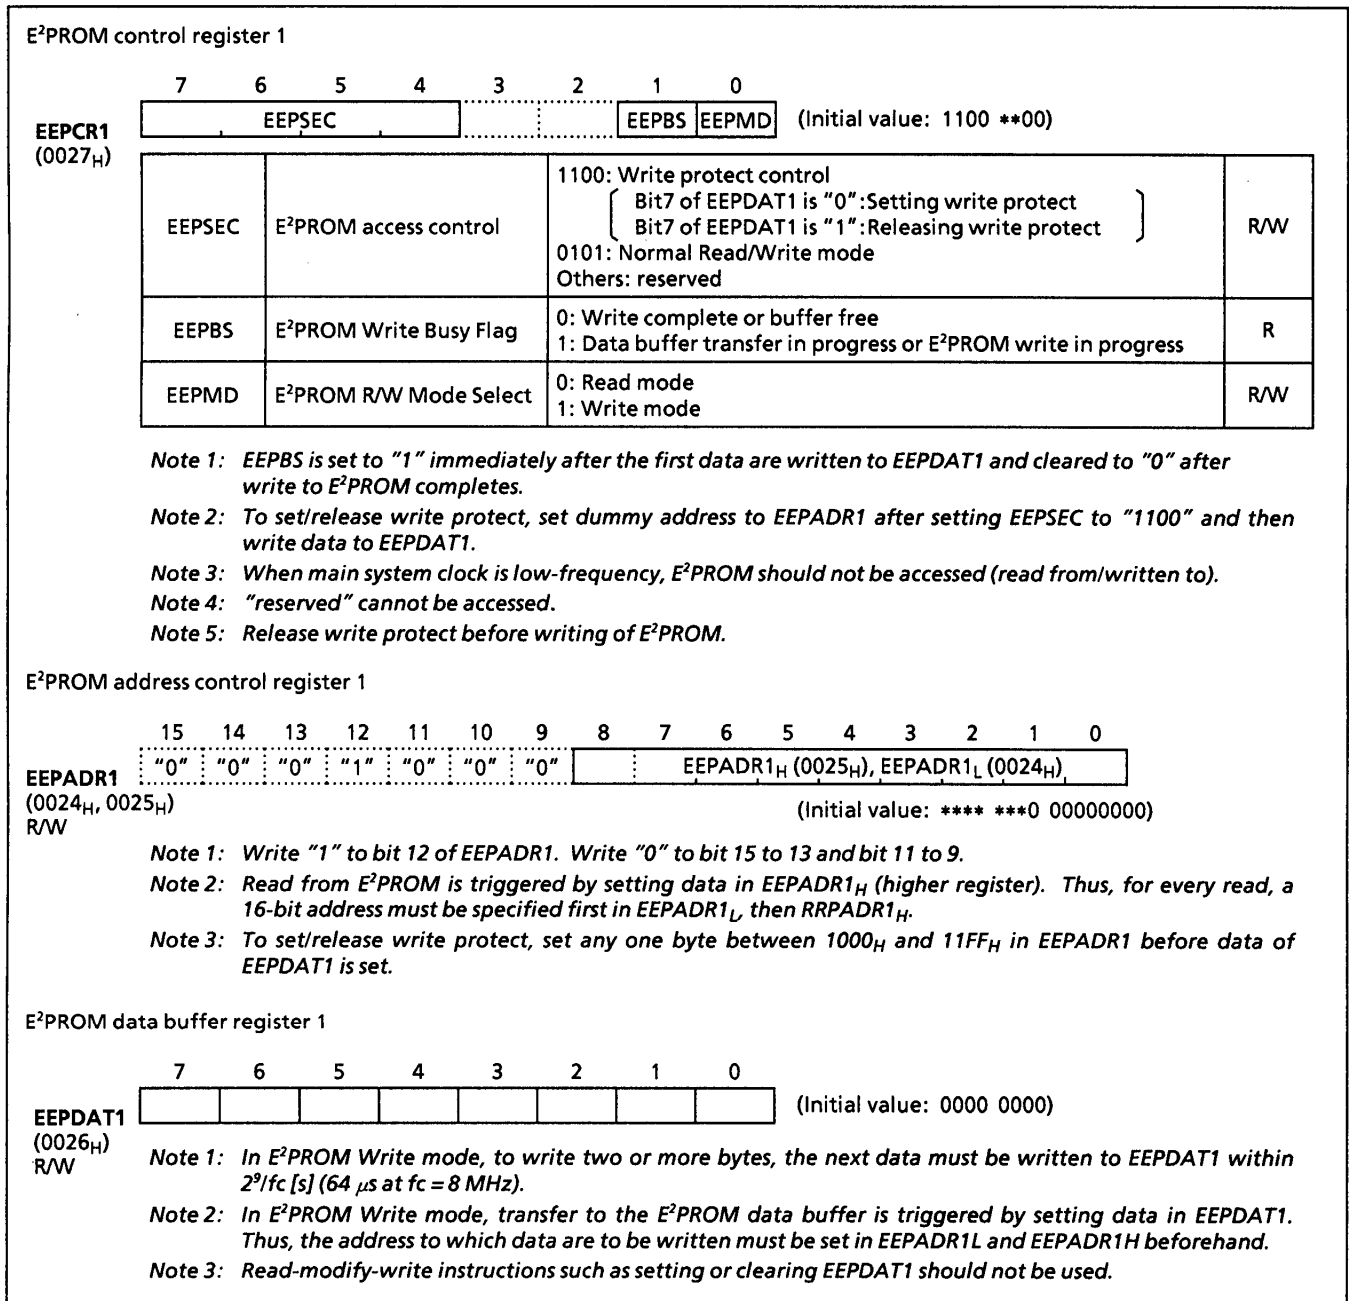 E²PROM control register 1
7 6 5 4 3 2 1 0
EEPCR1 (0027H)
EEPSEC EEPBS EEPMD (Initial value: 1100 **00)
EEPSEC E²PROM access control 1100: Write protect control R/W
Bit7 of EEPDAT1 is "0":Setting write protect
Bit7 of EEPDAT1 is "1":Releasing write protect
0101: Normal Read/Write mode
Others: reserved
EEPBS E²PROM Write Busy Flag 0: Write complete or buffer free R
1: Data buffer transfer in progress or E²PROM write in progress
EEPMD E²PROM R/W Mode Select 0: Read mode R/W
1: Write mode
Note 1: EEPBS is set to "1" immediately after the first data are written to EEPDAT1 and cleared to "0" after
write to E²PROM completes.
Note 2: To set/release write protect, set dummy address to EEPADR1 after setting EEPSEC to "1100" and then
write data to EEPDAT1.
Note 3: When main system clock is low-frequency, E²PROM should not be accessed (read from/written to).
Note 4: "reserved" cannot be accessed.
Note 5: Release write protect before writing of E²PROM.
E²PROM address control register 1
15 14 13 12 11 10 9 8 7 6 5 4 3 2 1 0
EEPADR1
(0024H, 0025H)
R/W
"0" "0" "0" "1" "0" "0" "0" EEPADR1H (0025H), EEPADR1L (0024H)
(Initial value: **** ***0 00000000)
Note 1: Write "1" to bit 12 of EEPADR1. Write "0" to bit 15 to 13 and bit 11 to 9.
Note 2: Read from E²PROM is triggered by setting data in EEPADR1H (higher register). Thus, for every read, a
16-bit address must be specified first in EEPADR1L, then RRPADR1H.
Note 3: To set/release write protect, set any one byte between 1000H and 11FFH in EEPADR1 before data of
EEPDAT1 is set.
E²PROM data buffer register 1
7 6 5 4 3 2 1 0
EEPDAT1
(0026H)
R/W
(Initial value: 0000 0000)
Note 1: In E²PROM Write mode, to write two or more bytes, the next data must be written to EEPDAT1 within
2⁹/fc [s] (64 μs at fc = 8 MHz).
Note 2: In E²PROM Write mode, transfer to the E²PROM data buffer is triggered by setting data in EEPDAT1.
Thus, the address to which data are to be written must be set in EEPADR1L and EEPADR1H beforehand.
Note 3: Read-modify-write instructions such as setting or clearing EEPDAT1 should not be used.